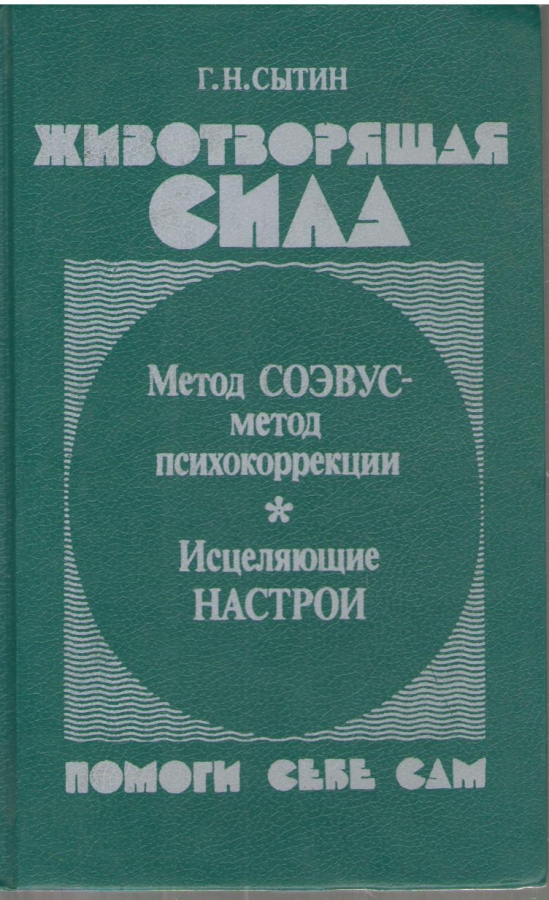 Г.Н.СЫТИН
ЖИВОТВОРЯЩАЯ
СИЛА
Метод СОЭВУС-
метод
психокоррекции
*
Исцеляющие
НАСТРОИ
ПОМОГИ СЕБЕ САМ